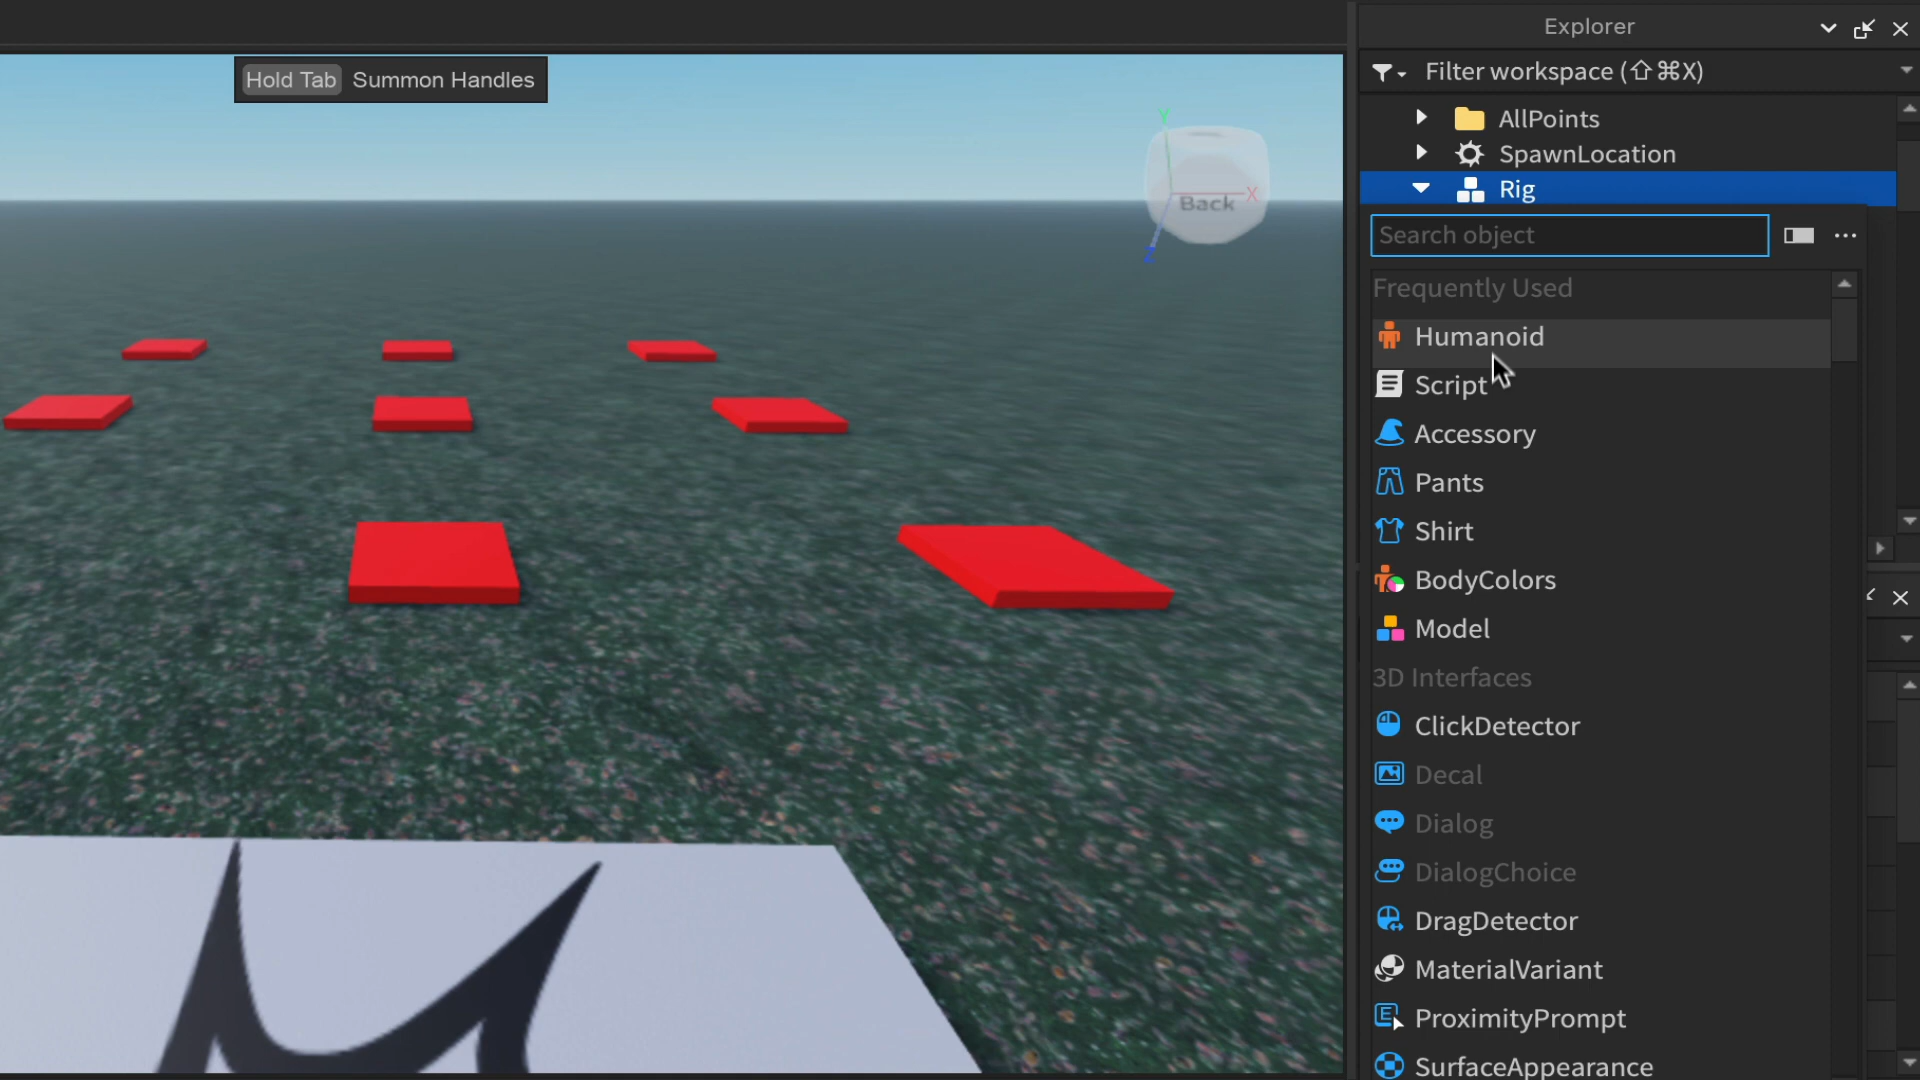 Explorer
Hold Tab Summon Handles
Filter workspace (⇧⌘X)
AllPoints
SpawnLocation
Rig
Y
X
Back
Z
Search object
Frequently Used
Humanoid
Script
Accessory
Pants
Shirt
BodyColors
Model
3D Interfaces
ClickDetector
Decal
Dialog
DialogChoice
DragDetector
MaterialVariant
ProximityPrompt
SurfaceAppearance